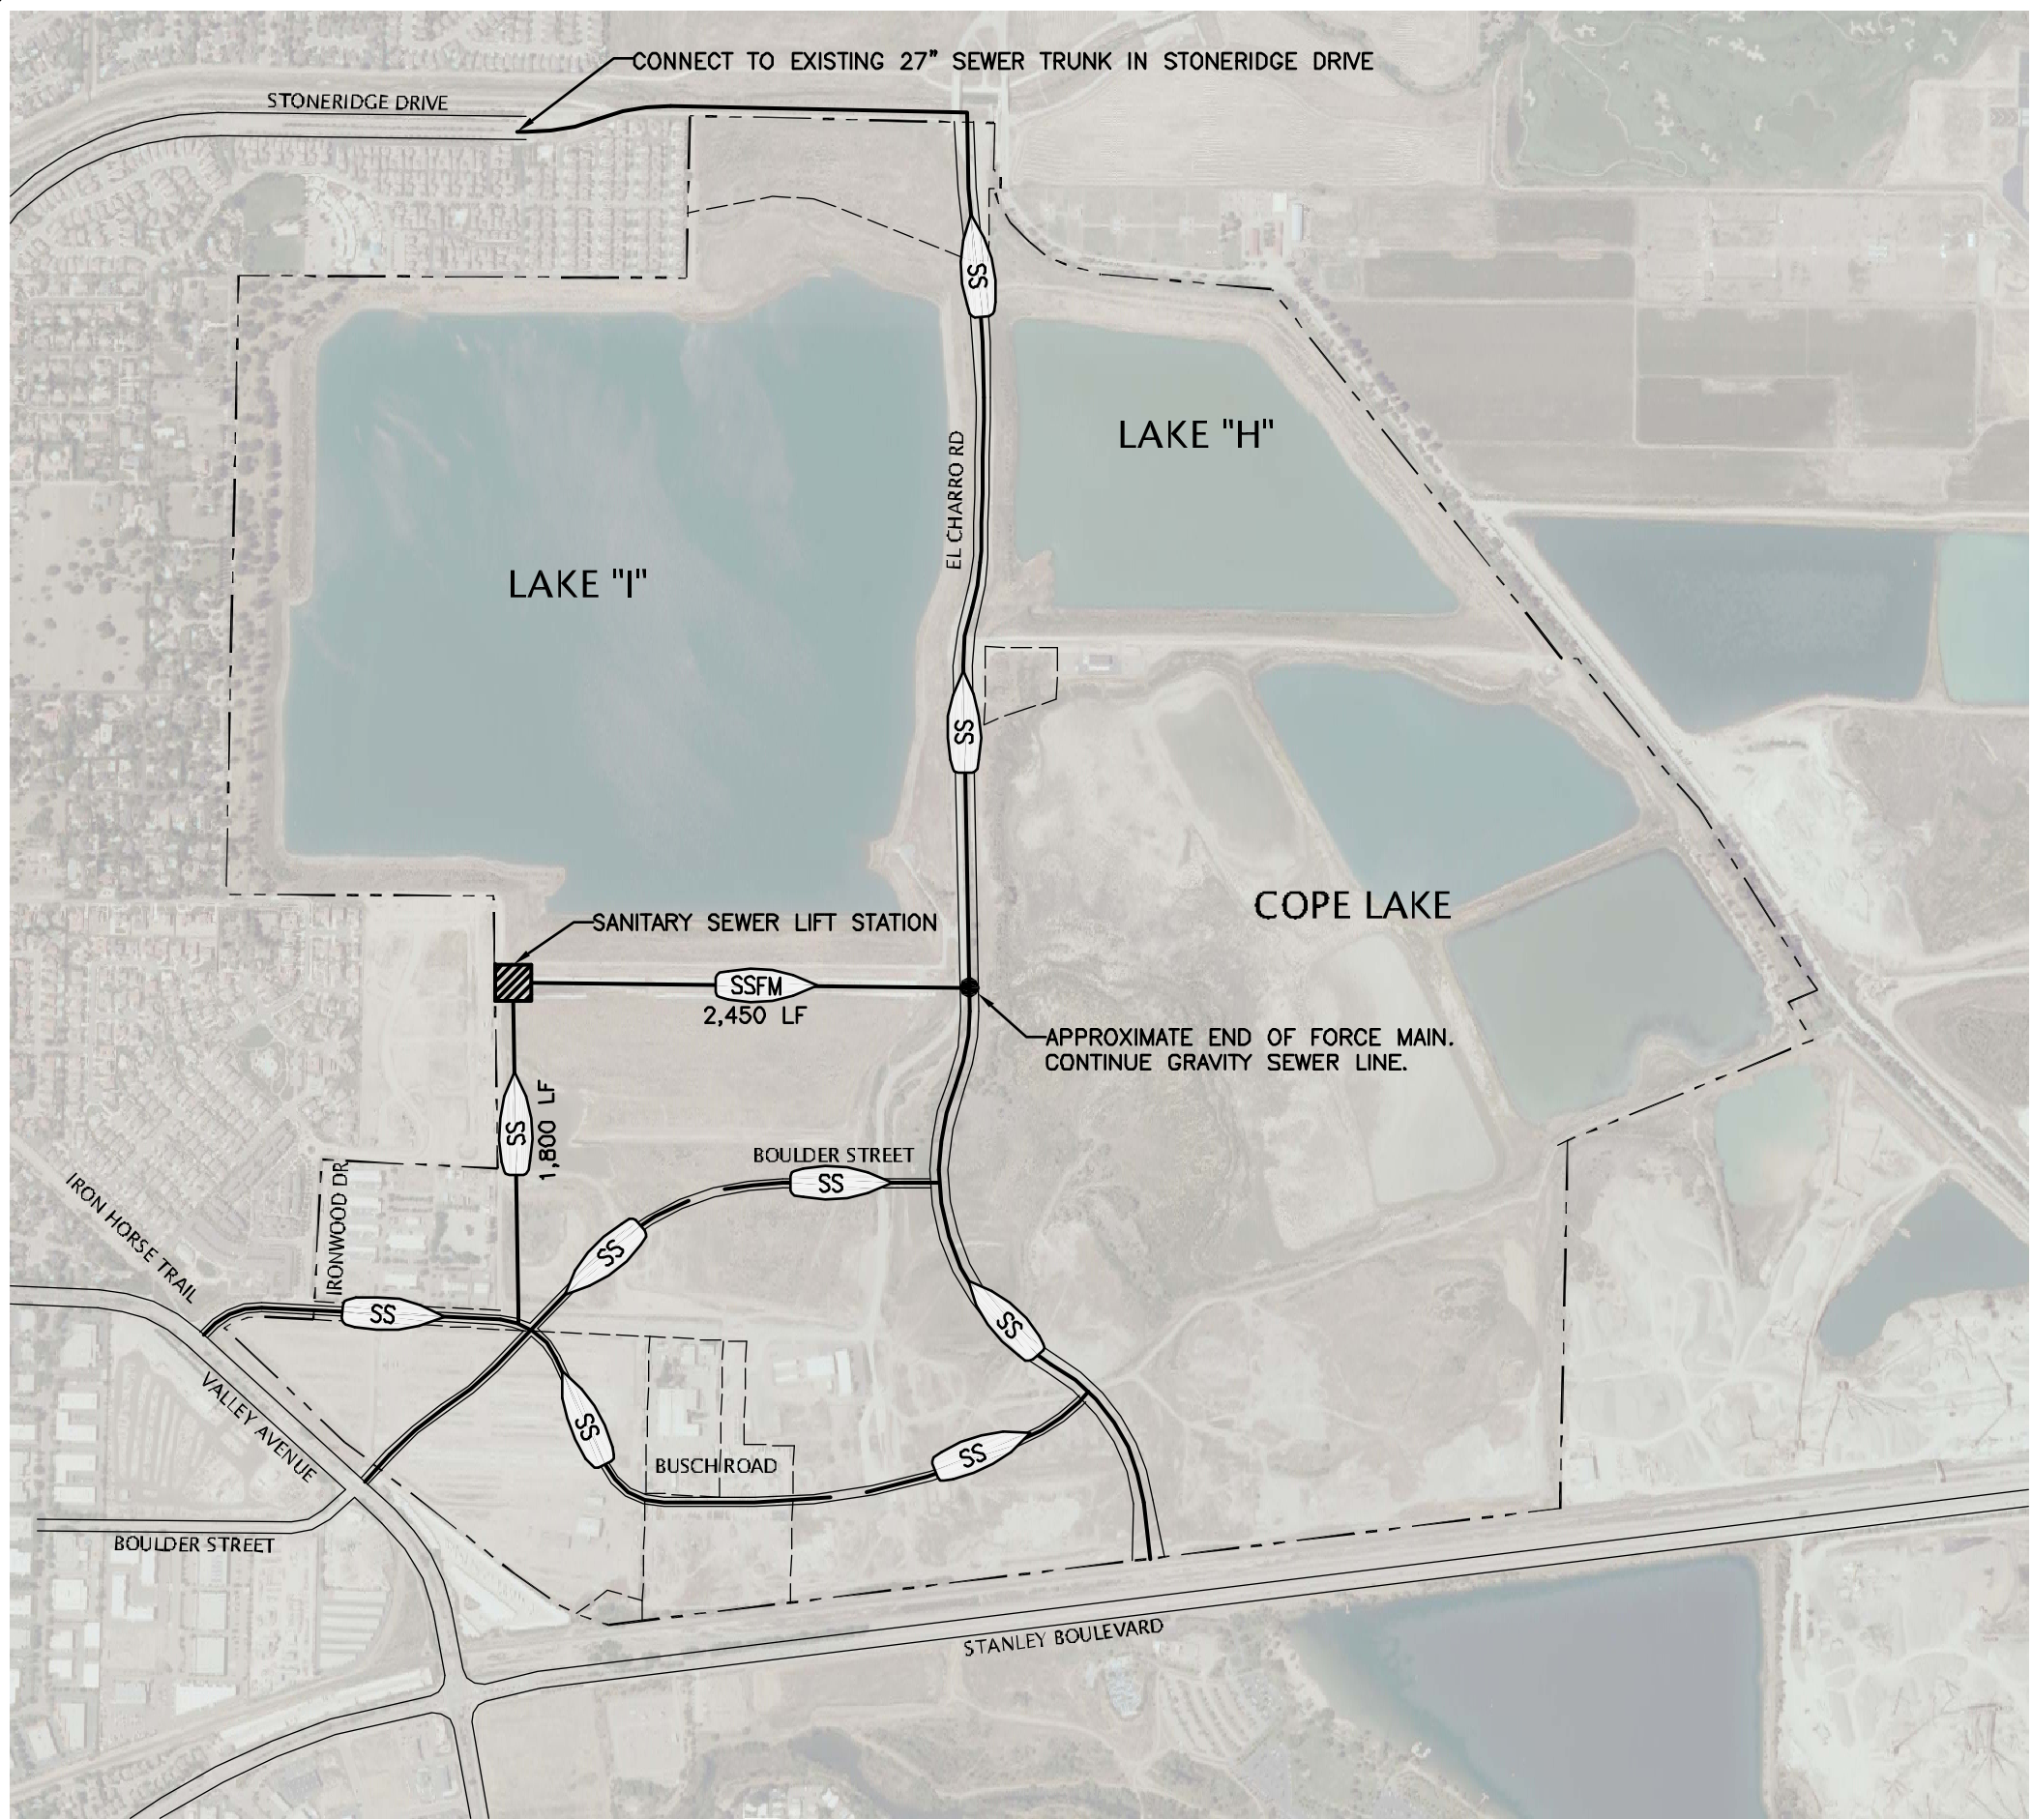 CONNECT TO EXISTING 27" SEWER TRUNK IN STONERIDGE DRIVE
STONERIDGE DRIVE
SS
LAKE "H"
EL CHARRO RD
LAKE "I"
SS
COPE LAKE
SANITARY SEWER LIFT STATION
SSFM
2,450 LF
APPROXIMATE END OF FORCE MAIN.
CONTINUE GRAVITY SEWER LINE.
SS
1,800 LF
BOULDER STREET
SS
IRONWOOD DR
IRON HORSE TRAIL
SS
SS
SS
VALLEY AVENUE
SS
SS
BUSCH ROAD
BOULDER STREET
STANLEY BOULEVARD